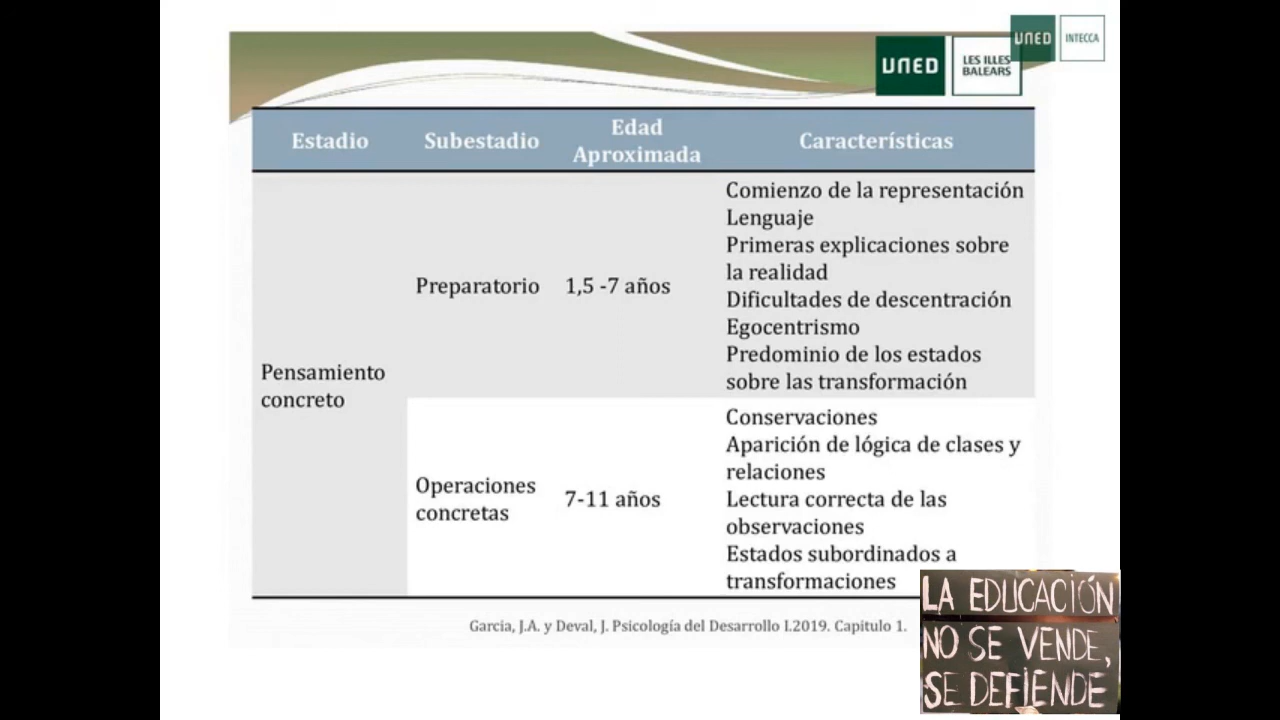 UNED
INTECCA
UNED
LES ILLES
BALEARS
Estadio
Subestadio
Edad
Aproximada
Características
Pensamiento
concreto
Preparatorio
1,5 -7 años
Comienzo de la representación
Lenguaje
Primeras explicaciones sobre
la realidad
Dificultades de descentración
Egocentrismo
Predominio de los estados
sobre las transformación
Operaciones
concretas
7-11 años
Conservaciones
Aparición de lógica de clases y
relaciones
Lectura correcta de las
observaciones
Estados subordinados a
transformaciones
Garcia, J.A. y Deval, J. Psicología del Desarrollo I.2019. Capitulo 1.
LA EDUCACIÓN
NO SE VENDE,
SE DEFIENDE